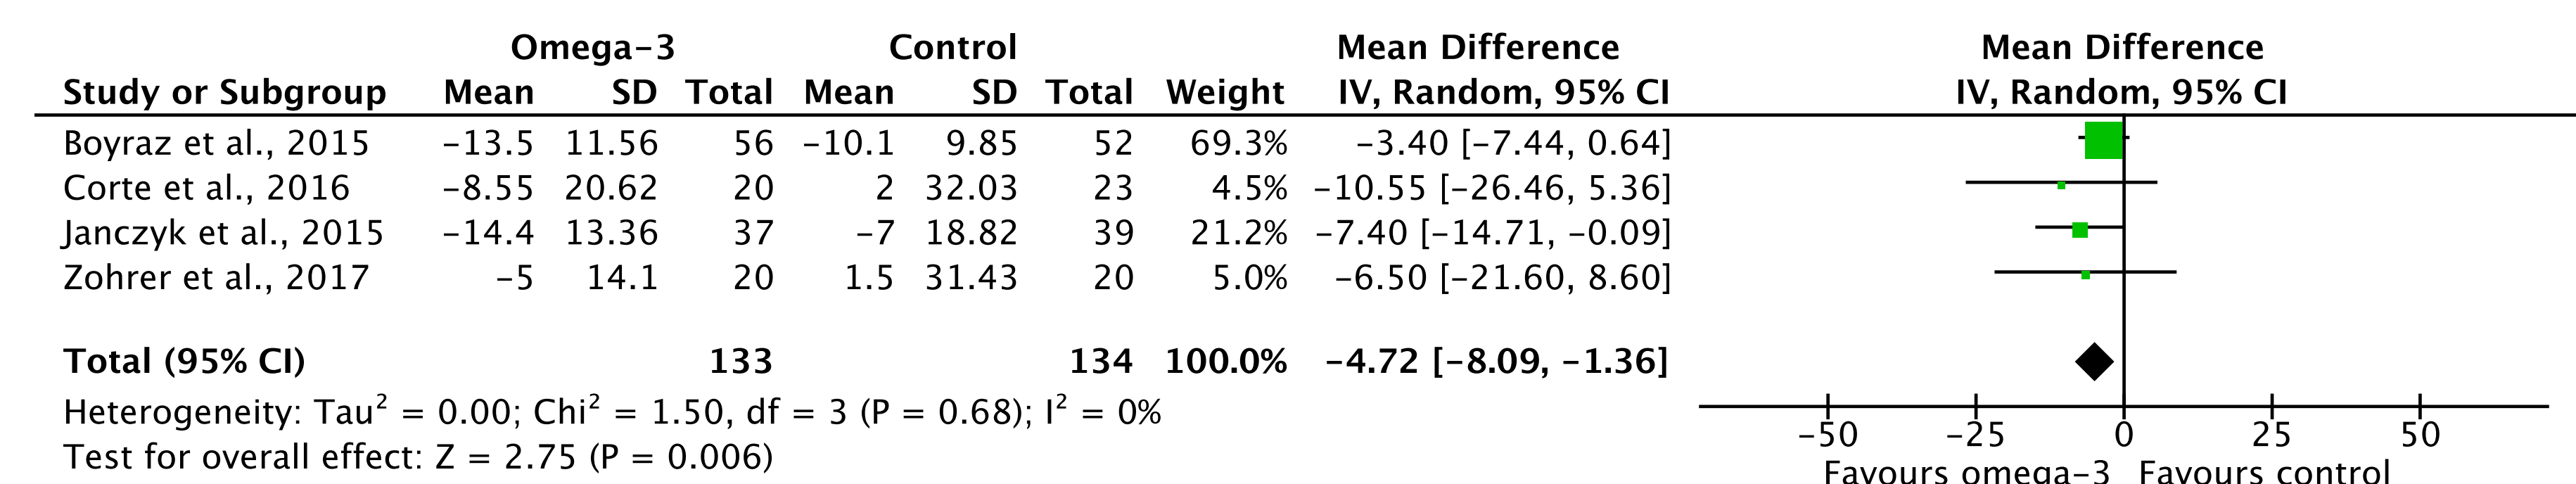 Omega-3 Control Mean Difference Mean Difference
Study or Subgroup Mean SD Total Mean SD Total Weight IV, Random, 95% CI IV, Random, 95% CI
Boyraz et al., 2015 −13.5 11.56 56 −10.1 9.85 52 69.3% −3.40 [−7.44, 0.64]
Corte et al., 2016 −8.55 20.62 20 2 32.03 23 4.5% −10.55 [−26.46, 5.36]
Janczyk et al., 2015 −14.4 13.36 37 −7 18.82 39 21.2% −7.40 [−14.71, −0.09]
Zohrer et al., 2017 −5 14.1 20 1.5 31.43 20 5.0% −6.50 [−21.60, 8.60]
Total (95% CI) 133 134 100.0% −4.72 [−8.09, −1.36]
Heterogeneity: Tau² = 0.00; Chi² = 1.50, df = 3 (P = 0.68); I² = 0%
Test for overall effect: Z = 2.75 (P = 0.006)
−50 −25 0 25 50
Favours omega-3 Favours control